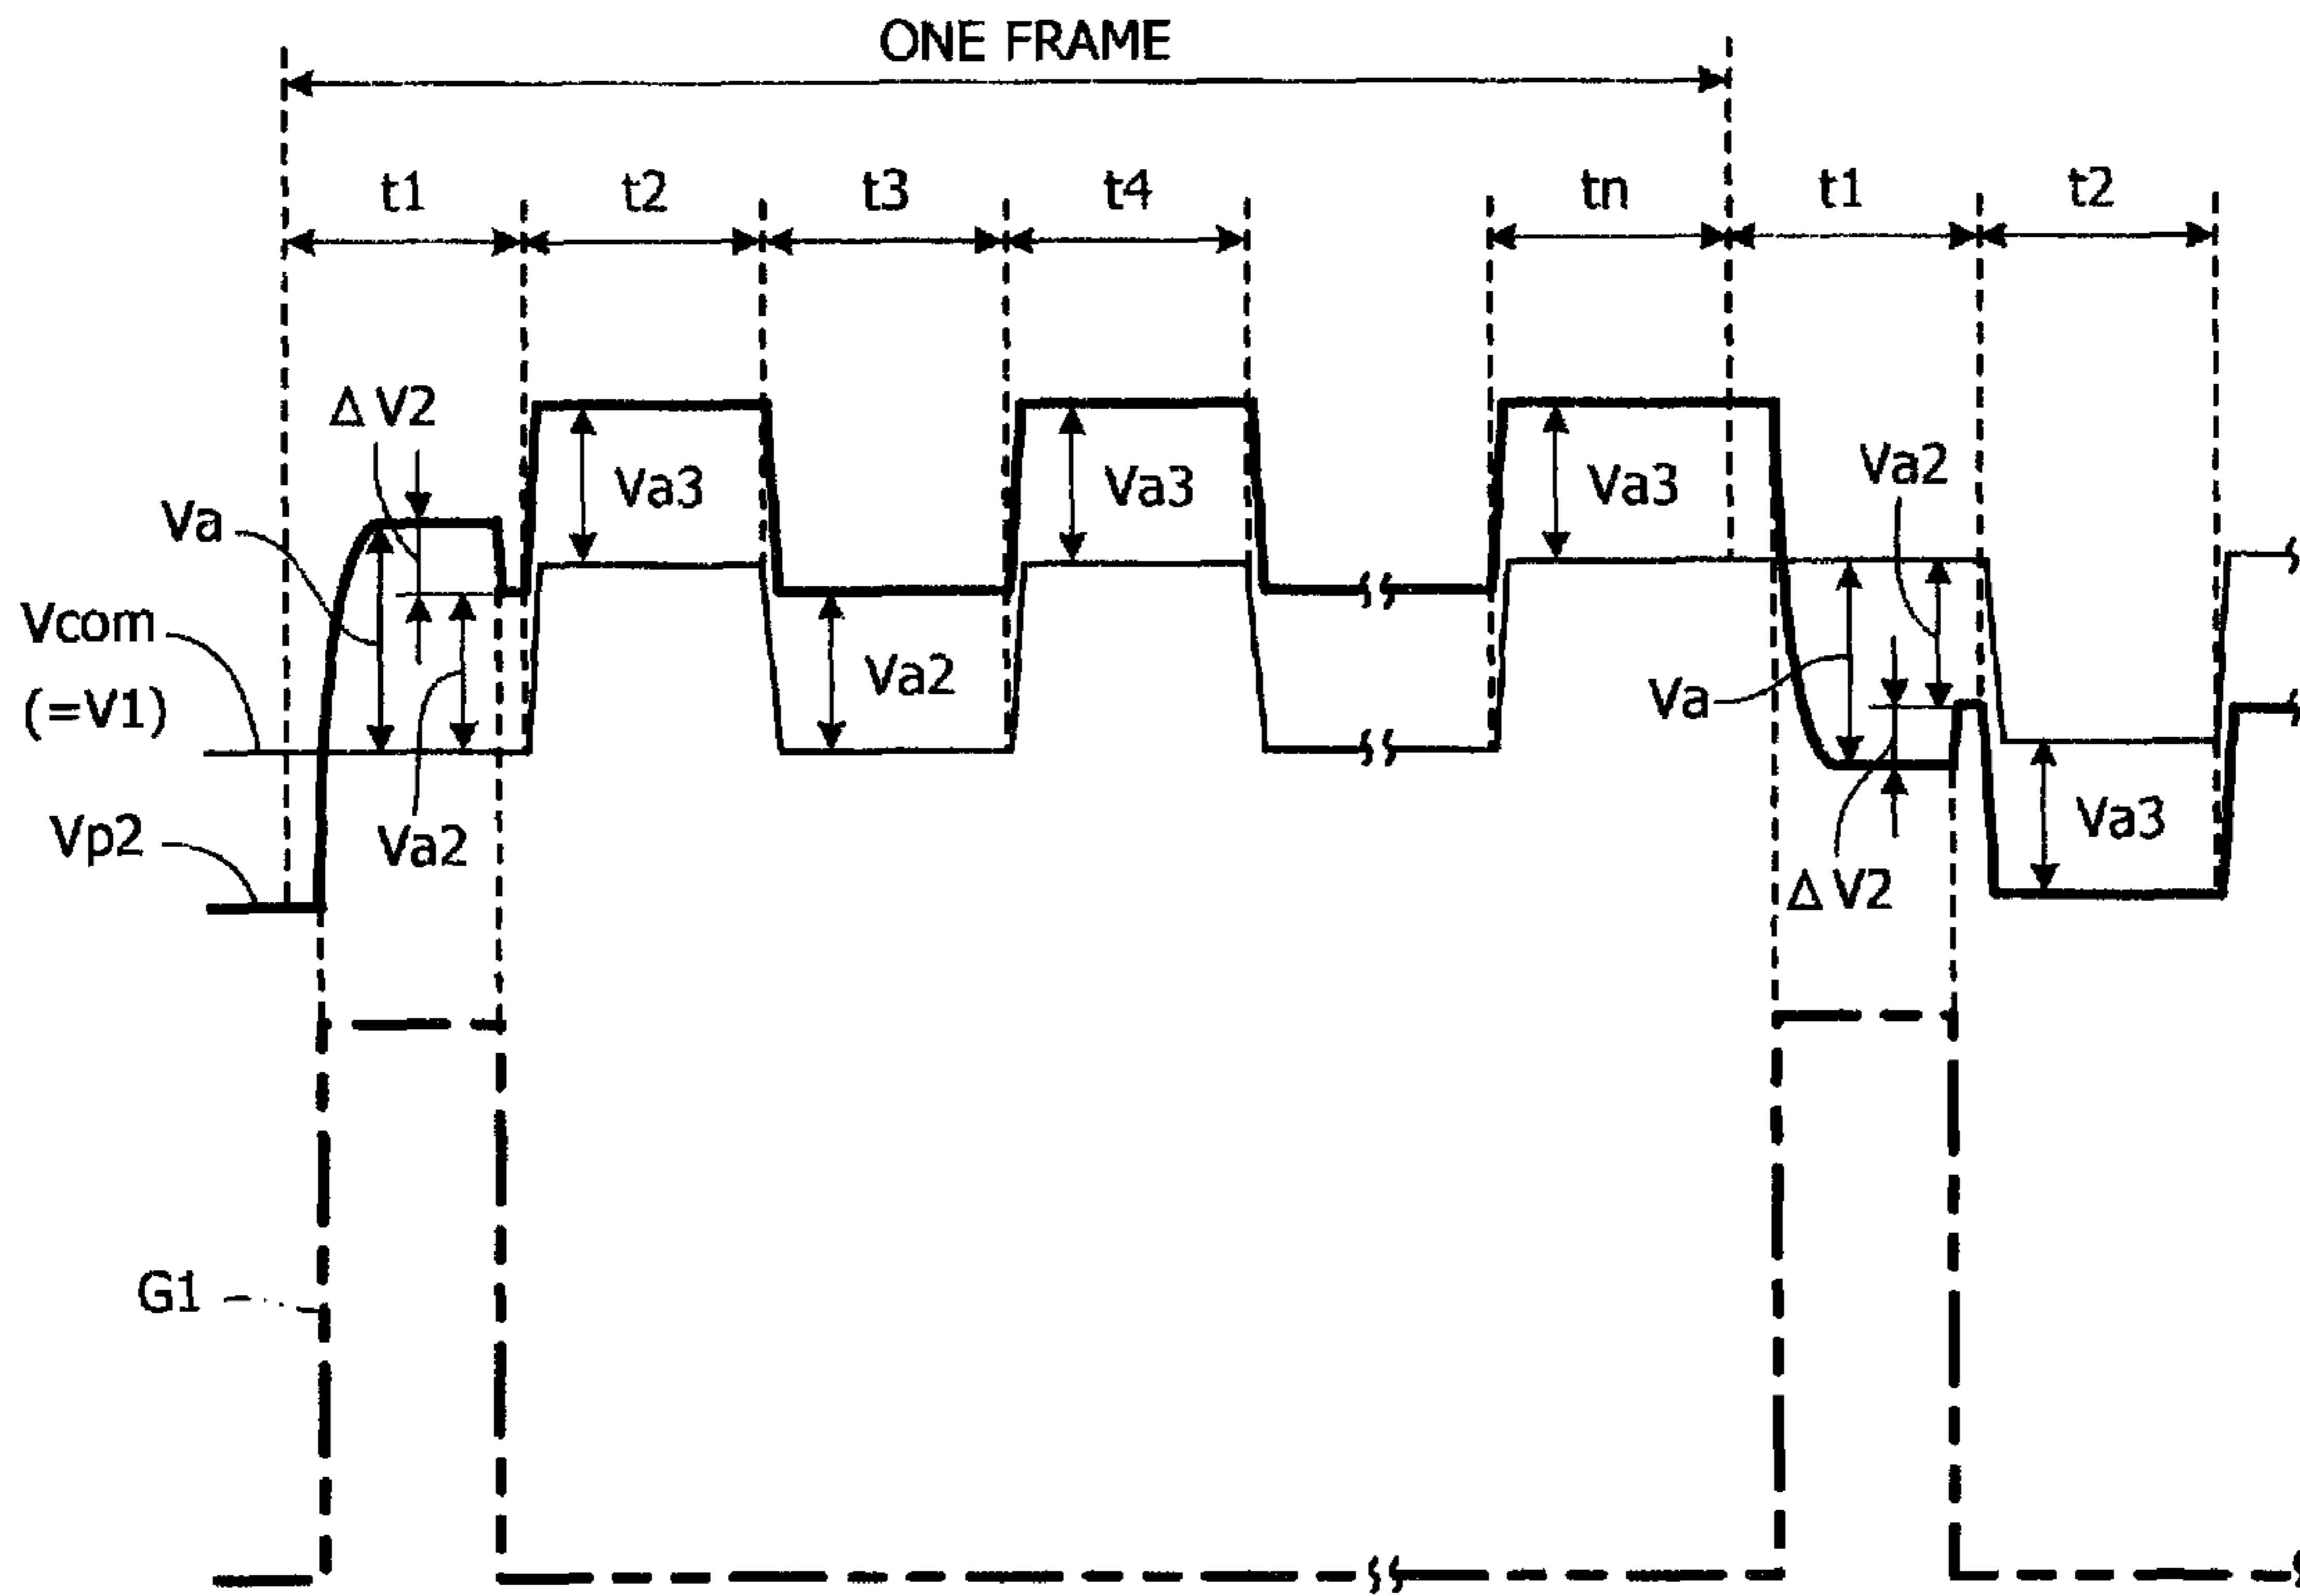 ONE FRAME
t1 t2 t3 t4 tn t1 t2
ΔV2
Va Va3 Va3 Va3 Va2
Vcom
(=V1)
Va2 Va
Vp2 Va2 Va3
ΔV2
G1